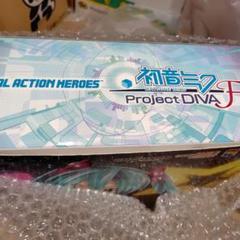 AL ACTION HEROES
初音ミク
Project DIVA F